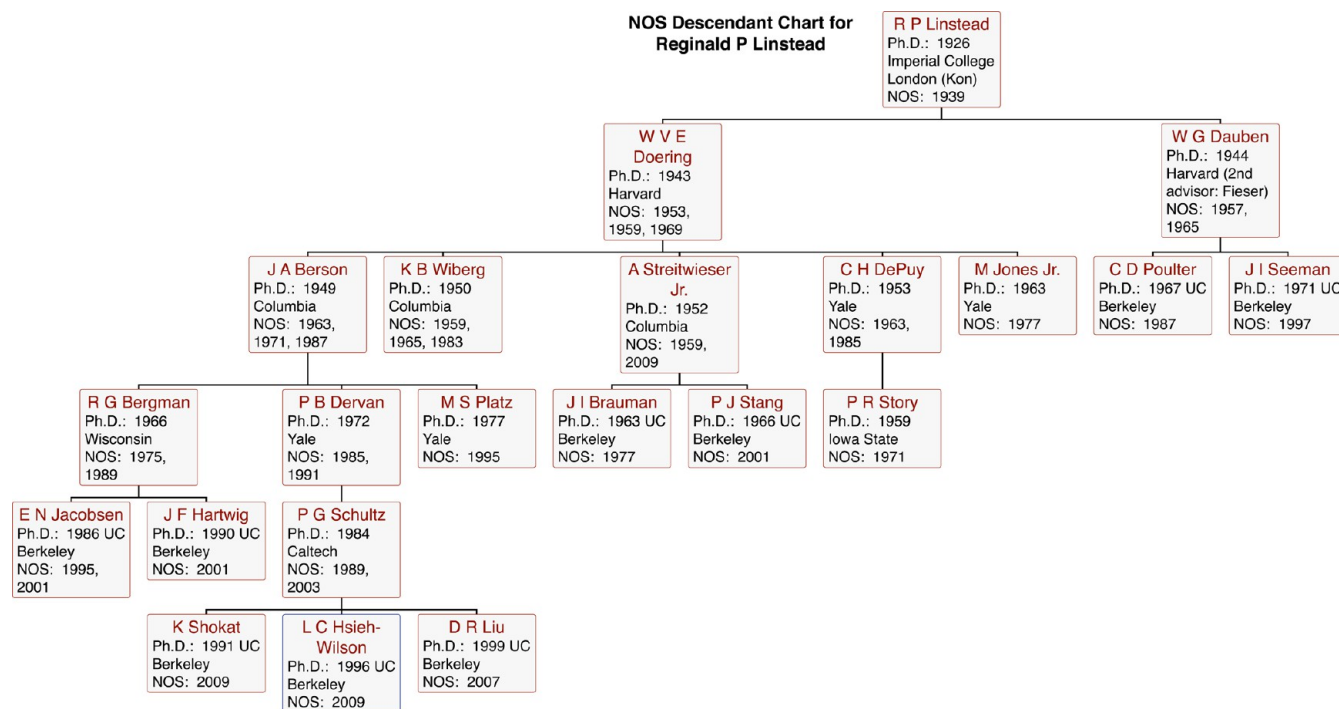 NOS Descendant Chart for
Reginald P Linstead
R P Linstead
Ph.D.: 1926
Imperial College
London (Kon)
NOS: 1939
W V E
Doering
Ph.D.: 1943
Harvard
NOS: 1953,
1959, 1969
W G Dauben
Ph.D.: 1944
Harvard (2nd
advisor: Fieser)
NOS: 1957,
1965
J A Berson
Ph.D.: 1949
Columbia
NOS: 1963,
1971, 1987
K B Wiberg
Ph.D.: 1950
Columbia
NOS: 1959,
1965, 1983
A Streitwieser
Jr.
Ph.D.: 1952
Columbia
NOS: 1959,
2009
C H DePuy
Ph.D.: 1953
Yale
NOS: 1963,
1985
M Jones Jr.
Ph.D.: 1963
Yale
NOS: 1977
C D Poulter
Ph.D.: 1967 UC
Berkeley
NOS: 1987
J I Seeman
Ph.D.: 1971 UC
Berkeley
NOS: 1997
R G Bergman
Ph.D.: 1966
Wisconsin
NOS: 1975,
1989
P B Dervan
Ph.D.: 1972
Yale
NOS: 1985,
1991
M S Platz
Ph.D.: 1977
Yale
NOS: 1995
J I Brauman
Ph.D.: 1963 UC
Berkeley
NOS: 1977
P J Stang
Ph.D.: 1966 UC
Berkeley
NOS: 2001
P R Story
Ph.D.: 1959
Iowa State
NOS: 1971
E N Jacobsen
Ph.D.: 1986 UC
Berkeley
NOS: 1995,
2001
J F Hartwig
Ph.D.: 1990 UC
Berkeley
NOS: 2001
P G Schultz
Ph.D.: 1984
Caltech
NOS: 1989,
2003
K Shokat
Ph.D.: 1991 UC
Berkeley
NOS: 2009
L C Hsieh-
Wilson
Ph.D.: 1996 UC
Berkeley
NOS: 2009
D R Liu
Ph.D.: 1999 UC
Berkeley
NOS: 2007